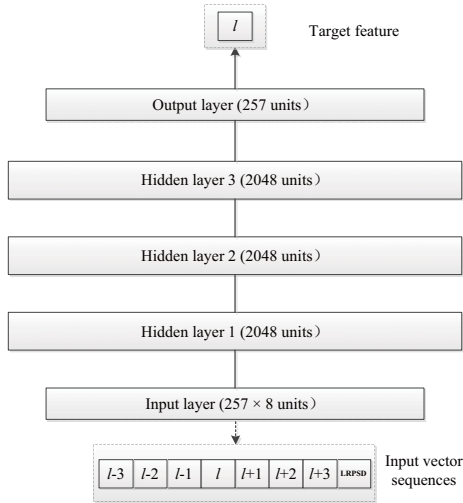 l
Target feature
Output layer (257 units)
Hidden layer 3 (2048 units）
Hidden layer 2 (2048 units）
Hidden layer 1 (2048 units）
Input layer (257 × 8 units）
l-3 l-2 l-1 l l+1 l+2 l+3 LRPSD
Input vector
sequences